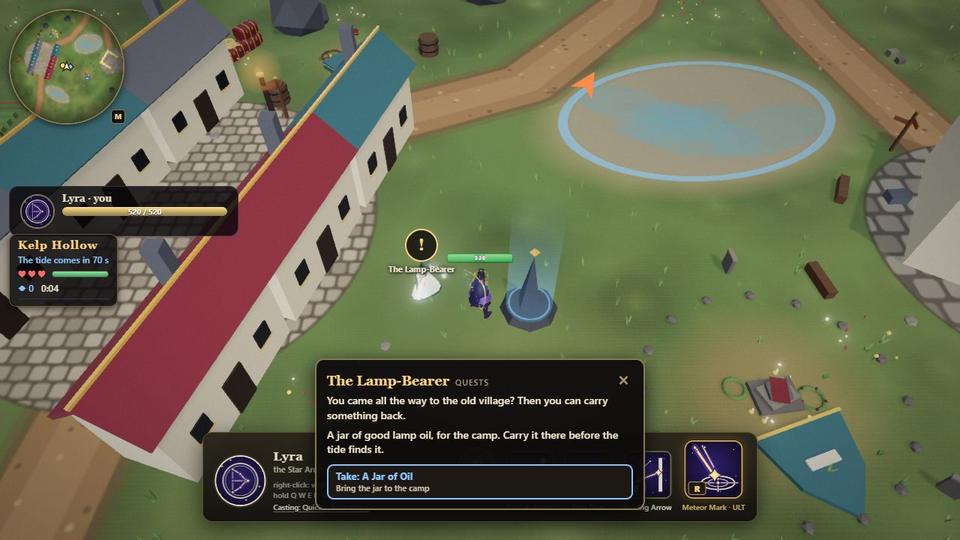 M
Lyra · you
520 / 520
Kelp Hollow
The tide comes in 70 s
0 0:04
!
The Lamp-Bearer
520
The Lamp-Bearer QUESTS
You came all the way to the old village? Then you can carry
something back.
A jar of good lamp oil, for the camp. Carry it there before the
tide finds it.
Take: A Jar of Oil
Bring the jar to the camp
Lyra
the Star
right-click:
hold Q W E
Casting:
Arrow
R
Meteor Mark · ULT